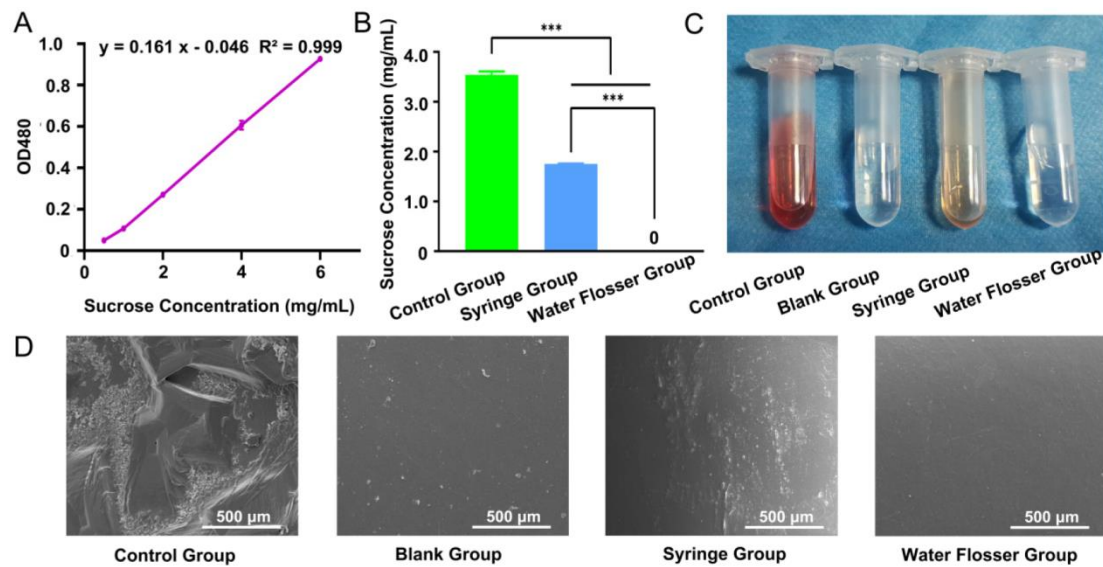 A
y = 0.161 x - 0.046 R² = 0.999
1.0
0.8
0.6
0.4
0.2
0
2
4
6
OD480
Sucrose Concentration (mg/mL)
B
***
***
4.0
3.0
2.0
1.0
0.0
0
Sucrose Concentration (mg/mL)
Control Group
Syringe Group
Water Flosser Group
C
Control Group
Blank Group
Syringe Group
Water Flosser Group
D
500 μm
500 μm
500 μm
500 μm
Control Group
Blank Group
Syringe Group
Water Flosser Group